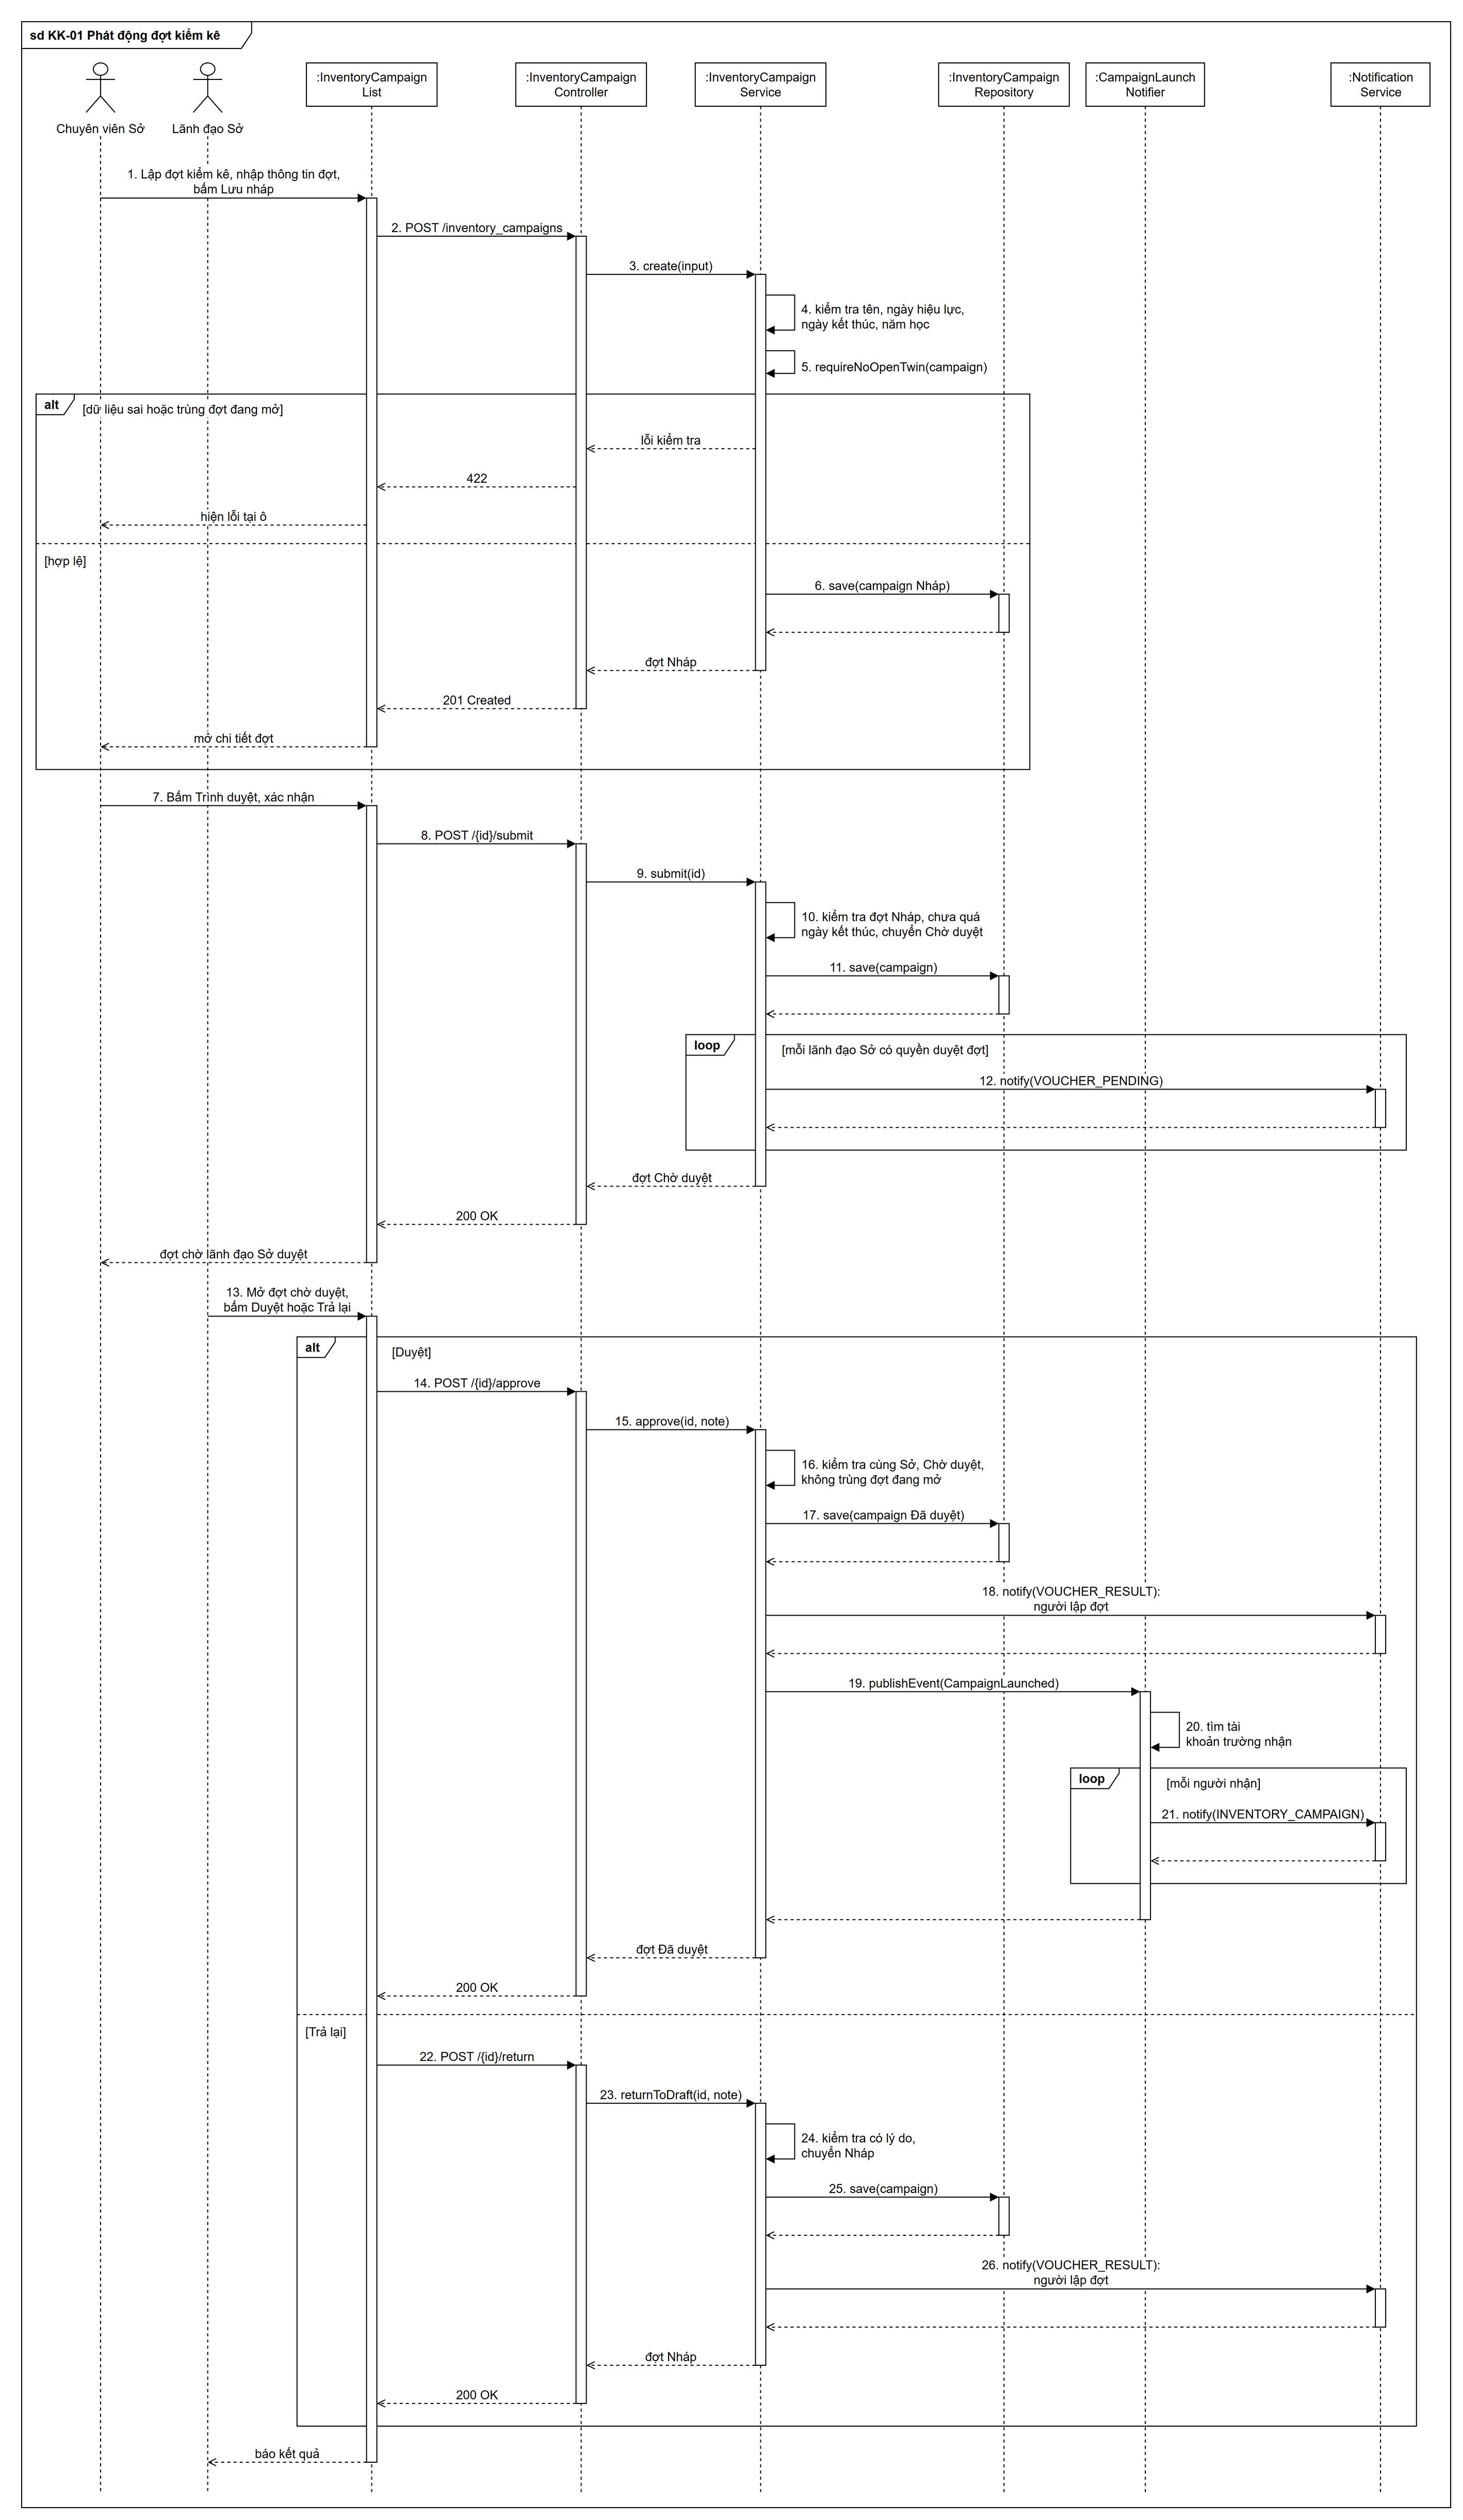 sd KK-01 Phát động đợt kiểm kê
Chuyên viên Sở
Lãnh đạo Sở
:InventoryCampaign
List
:InventoryCampaign
Controller
:InventoryCampaign
Service
:InventoryCampaign
Repository
:CampaignLaunch
Notifier
:Notification
Service
1. Lập đợt kiểm kê, nhập thông tin đợt,
bấm Lưu nháp
2. POST /inventory_campaigns
3. create(input)
4. kiểm tra tên, ngày hiệu lực,
ngày kết thúc, năm học
5. requireNoOpenTwin(campaign)
alt
[dữ liệu sai hoặc trùng đợt đang mở]
lỗi kiểm tra
422
hiện lỗi tại ô
[hợp lệ]
6. save(campaign Nháp)
đợt Nháp
201 Created
mở chi tiết đợt
7. Bấm Trình duyệt, xác nhận
8. POST /{id}/submit
9. submit(id)
10. kiểm tra đợt Nháp, chưa quá
ngày kết thúc, chuyển Chờ duyệt
11. save(campaign)
loop
[mỗi lãnh đạo Sở có quyền duyệt đợt]
12. notify(VOUCHER_PENDING)
đợt Chờ duyệt
200 OK
đợt chờ lãnh đạo Sở duyệt
13. Mở đợt chờ duyệt,
bấm Duyệt hoặc Trả lại
alt
[Duyệt]
14. POST /{id}/approve
15. approve(id, note)
16. kiểm tra cùng Sở, Chờ duyệt,
không trùng đợt đang mở
17. save(campaign Đã duyệt)
18. notify(VOUCHER_RESULT):
người lập đợt
19. publishEvent(CampaignLaunched)
20. tìm tài
khoản trường nhận
loop
[mỗi người nhận]
21. notify(INVENTORY_CAMPAIGN)
đợt Đã duyệt
200 OK
[Trả lại]
22. POST /{id}/return
23. returnToDraft(id, note)
24. kiểm tra có lý do,
chuyển Nháp
25. save(campaign)
26. notify(VOUCHER_RESULT):
người lập đợt
đợt Nháp
200 OK
báo kết quả